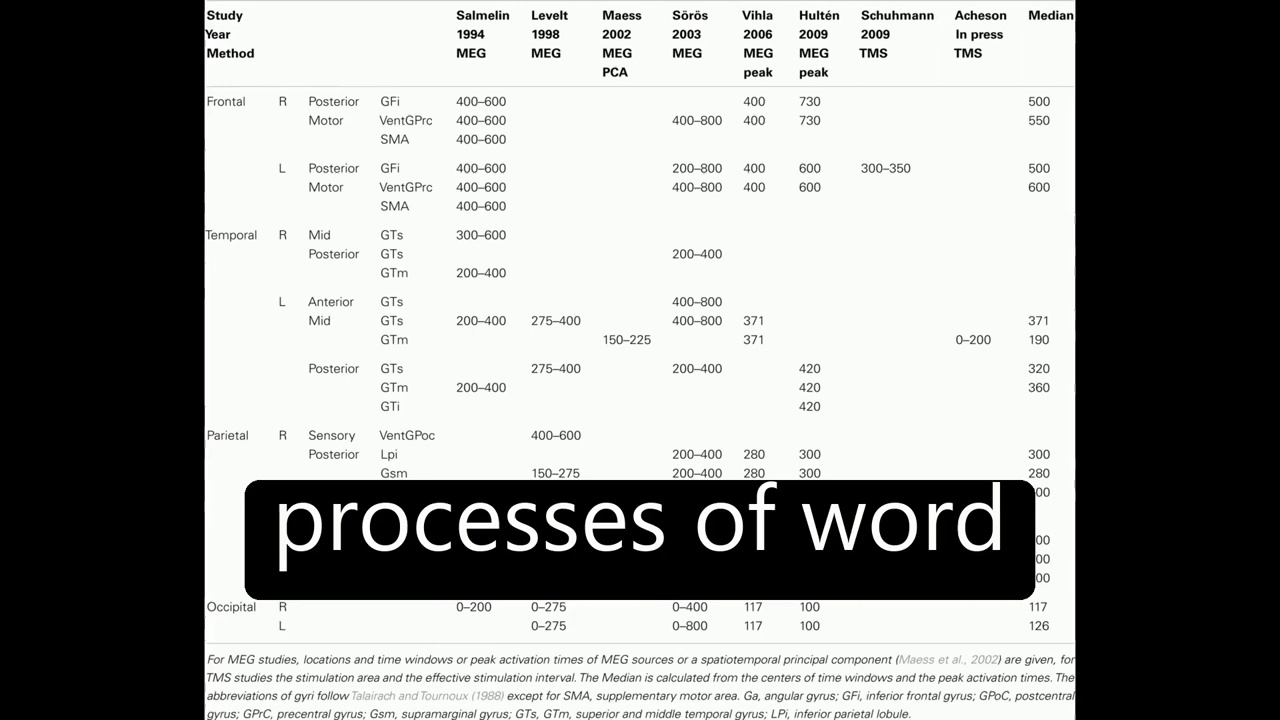 Study Salmelin Levelt Maess Sörös Vihla Hultén Schuhmann Acheson Median
Year 1994 1998 2002 2003 2006 2009 2009 In press
Method MEG MEG MEG MEG MEG MEG TMS TMS
PCA peak peak
Frontal R Posterior GFi 400–600 400 730 500
Motor VentGPrc 400–600 400–800 400 730 550
SMA 400–600
L Posterior GFi 400–600 200–800 400 600 300–350 500
Motor VentGPrc 400–600 400–800 400 600 600
SMA 400–600
Temporal R Mid GTs 300–600
Posterior GTs 200–400
GTm 200–400
L Anterior GTs 400–800
Mid GTs 200–400 275–400 400–800 371 371
GTm 150–225 371 0–200 190
Posterior GTs 275–400 200–400 420 320
GTm 200–400 420 360
GTi 420
Parietal R Sensory VentGPoc 400–600
Posterior Lpi 200–400 280 300 300
Gsm 150–275 200–400 280 300 280
processes of word
Occipital R 0–200 0–275 0–400 117 100 117
L 0–275 0–800 117 100 126
For MEG studies, locations and time windows or peak activation times of MEG sources or a spatiotemporal principal component (Maess et al., 2002) are given, for
TMS studies the stimulation area and the effective stimulation interval. The Median is calculated from the centers of time windows and the peak activation times. The
abbreviations of gyri follow Talairach and Tournoux (1988) except for SMA, supplementary motor area. Ga, angular gyrus; GFi, inferior frontal gyrus; GPoC, postcentral
gyrus; GPrC, precentral gyrus; Gsm, supramarginal gyrus; GTs, GTm, superior and middle temporal gyrus; LPi, inferior parietal lobule.